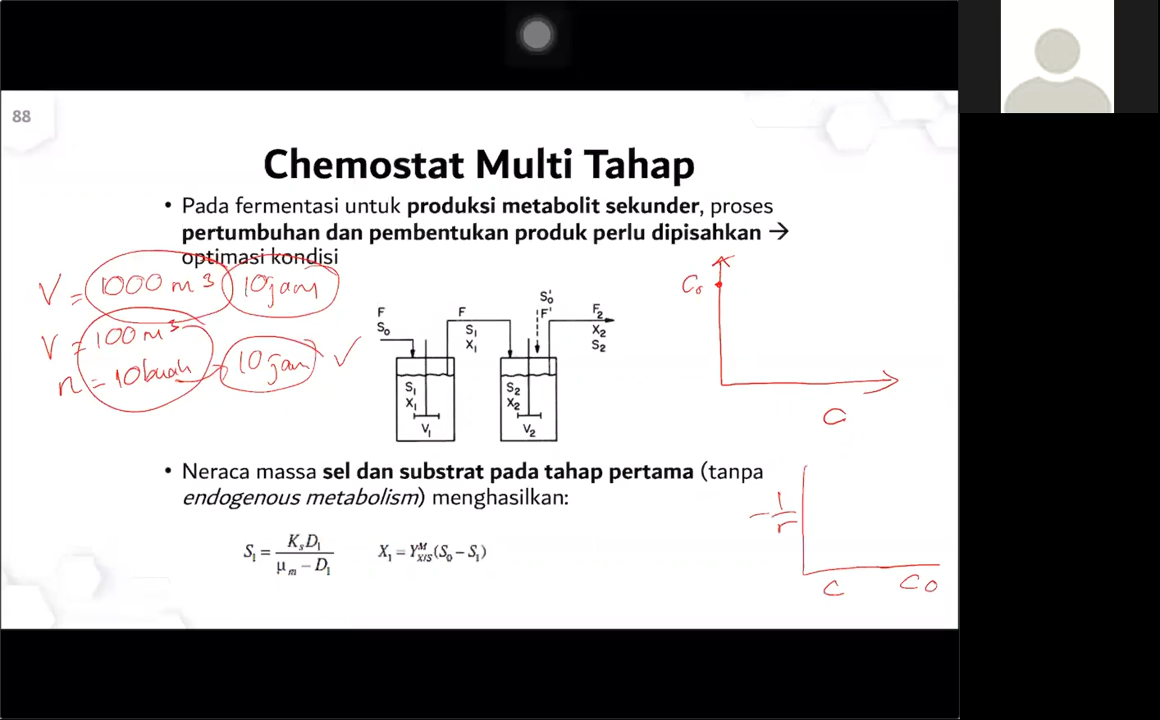 88
Chemostat Multi Tahap
• Pada fermentasi untuk produksi metabolit sekunder, proses
pertumbuhan dan pembentukan produk perlu dipisahkan →
optimasi kondisi
V = 1000 m³ 10 jam
V = 100 m³
n = 10 buah → 10 jam ✓
F
S₀
F
S₁
X₁
S₀'
F'
F₂
X₂
S₂
S₁
X₁
V₁
S₂
X₂
V₂
C₀
C
• Neraca massa sel dan substrat pada tahap pertama (tanpa
endogenous metabolism) menghasilkan:
S₁ = KₛD₁ / (μₘ – D₁)
X₁ = Y^M_X/S (S₀ – S₁)
– 1/r
C C₀